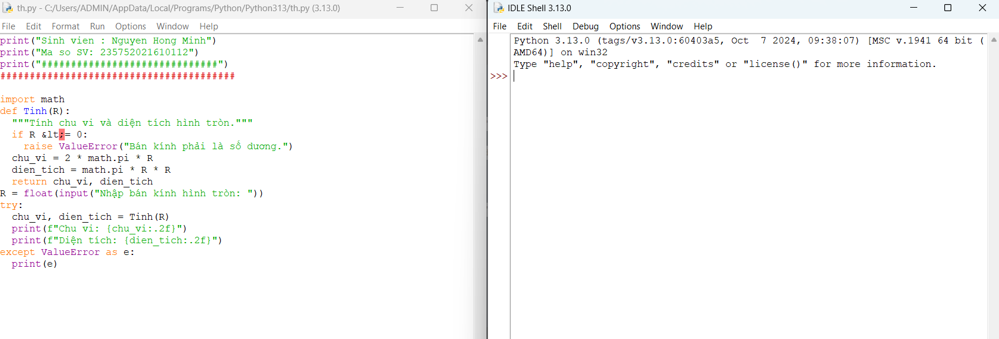 th.py - C:/Users/ADMIN/AppData/Local/Programs/Python/Python313/th.py (3.13.0)
File Edit Format Run Options Window Help
print("Sinh vien : Nguyen Hong Minh")
print("Ma so SV: 235752021610112")
print("##############################")
########################################
import math
def Tinh(R):
  """Tính chu vi và diện tích hình tròn."""
  if R &lt;= 0:
    raise ValueError("Bán kính phải là số dương.")
  chu_vi = 2 * math.pi * R
  dien_tich = math.pi * R * R
  return chu_vi, dien_tich
R = float(input("Nhập bán kính hình tròn: "))
try:
  chu_vi, dien_tich = Tinh(R)
  print(f"Chu vi: {chu_vi:.2f}")
  print(f"Diện tích: {dien_tich:.2f}")
except ValueError as e:
  print(e)
IDLE Shell 3.13.0
File Edit Shell Debug Options Window Help
Python 3.13.0 (tags/v3.13.0:60403a5, Oct  7 2024, 09:38:07) [MSC v.1941 64 bit (
AMD64)] on win32
Type "help", "copyright", "credits" or "license()" for more information.
>>>